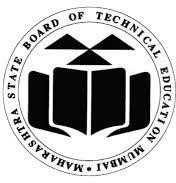 MAHARASHTRA STATE BOARD OF TECHNICAL EDUCATION MUMBAI •